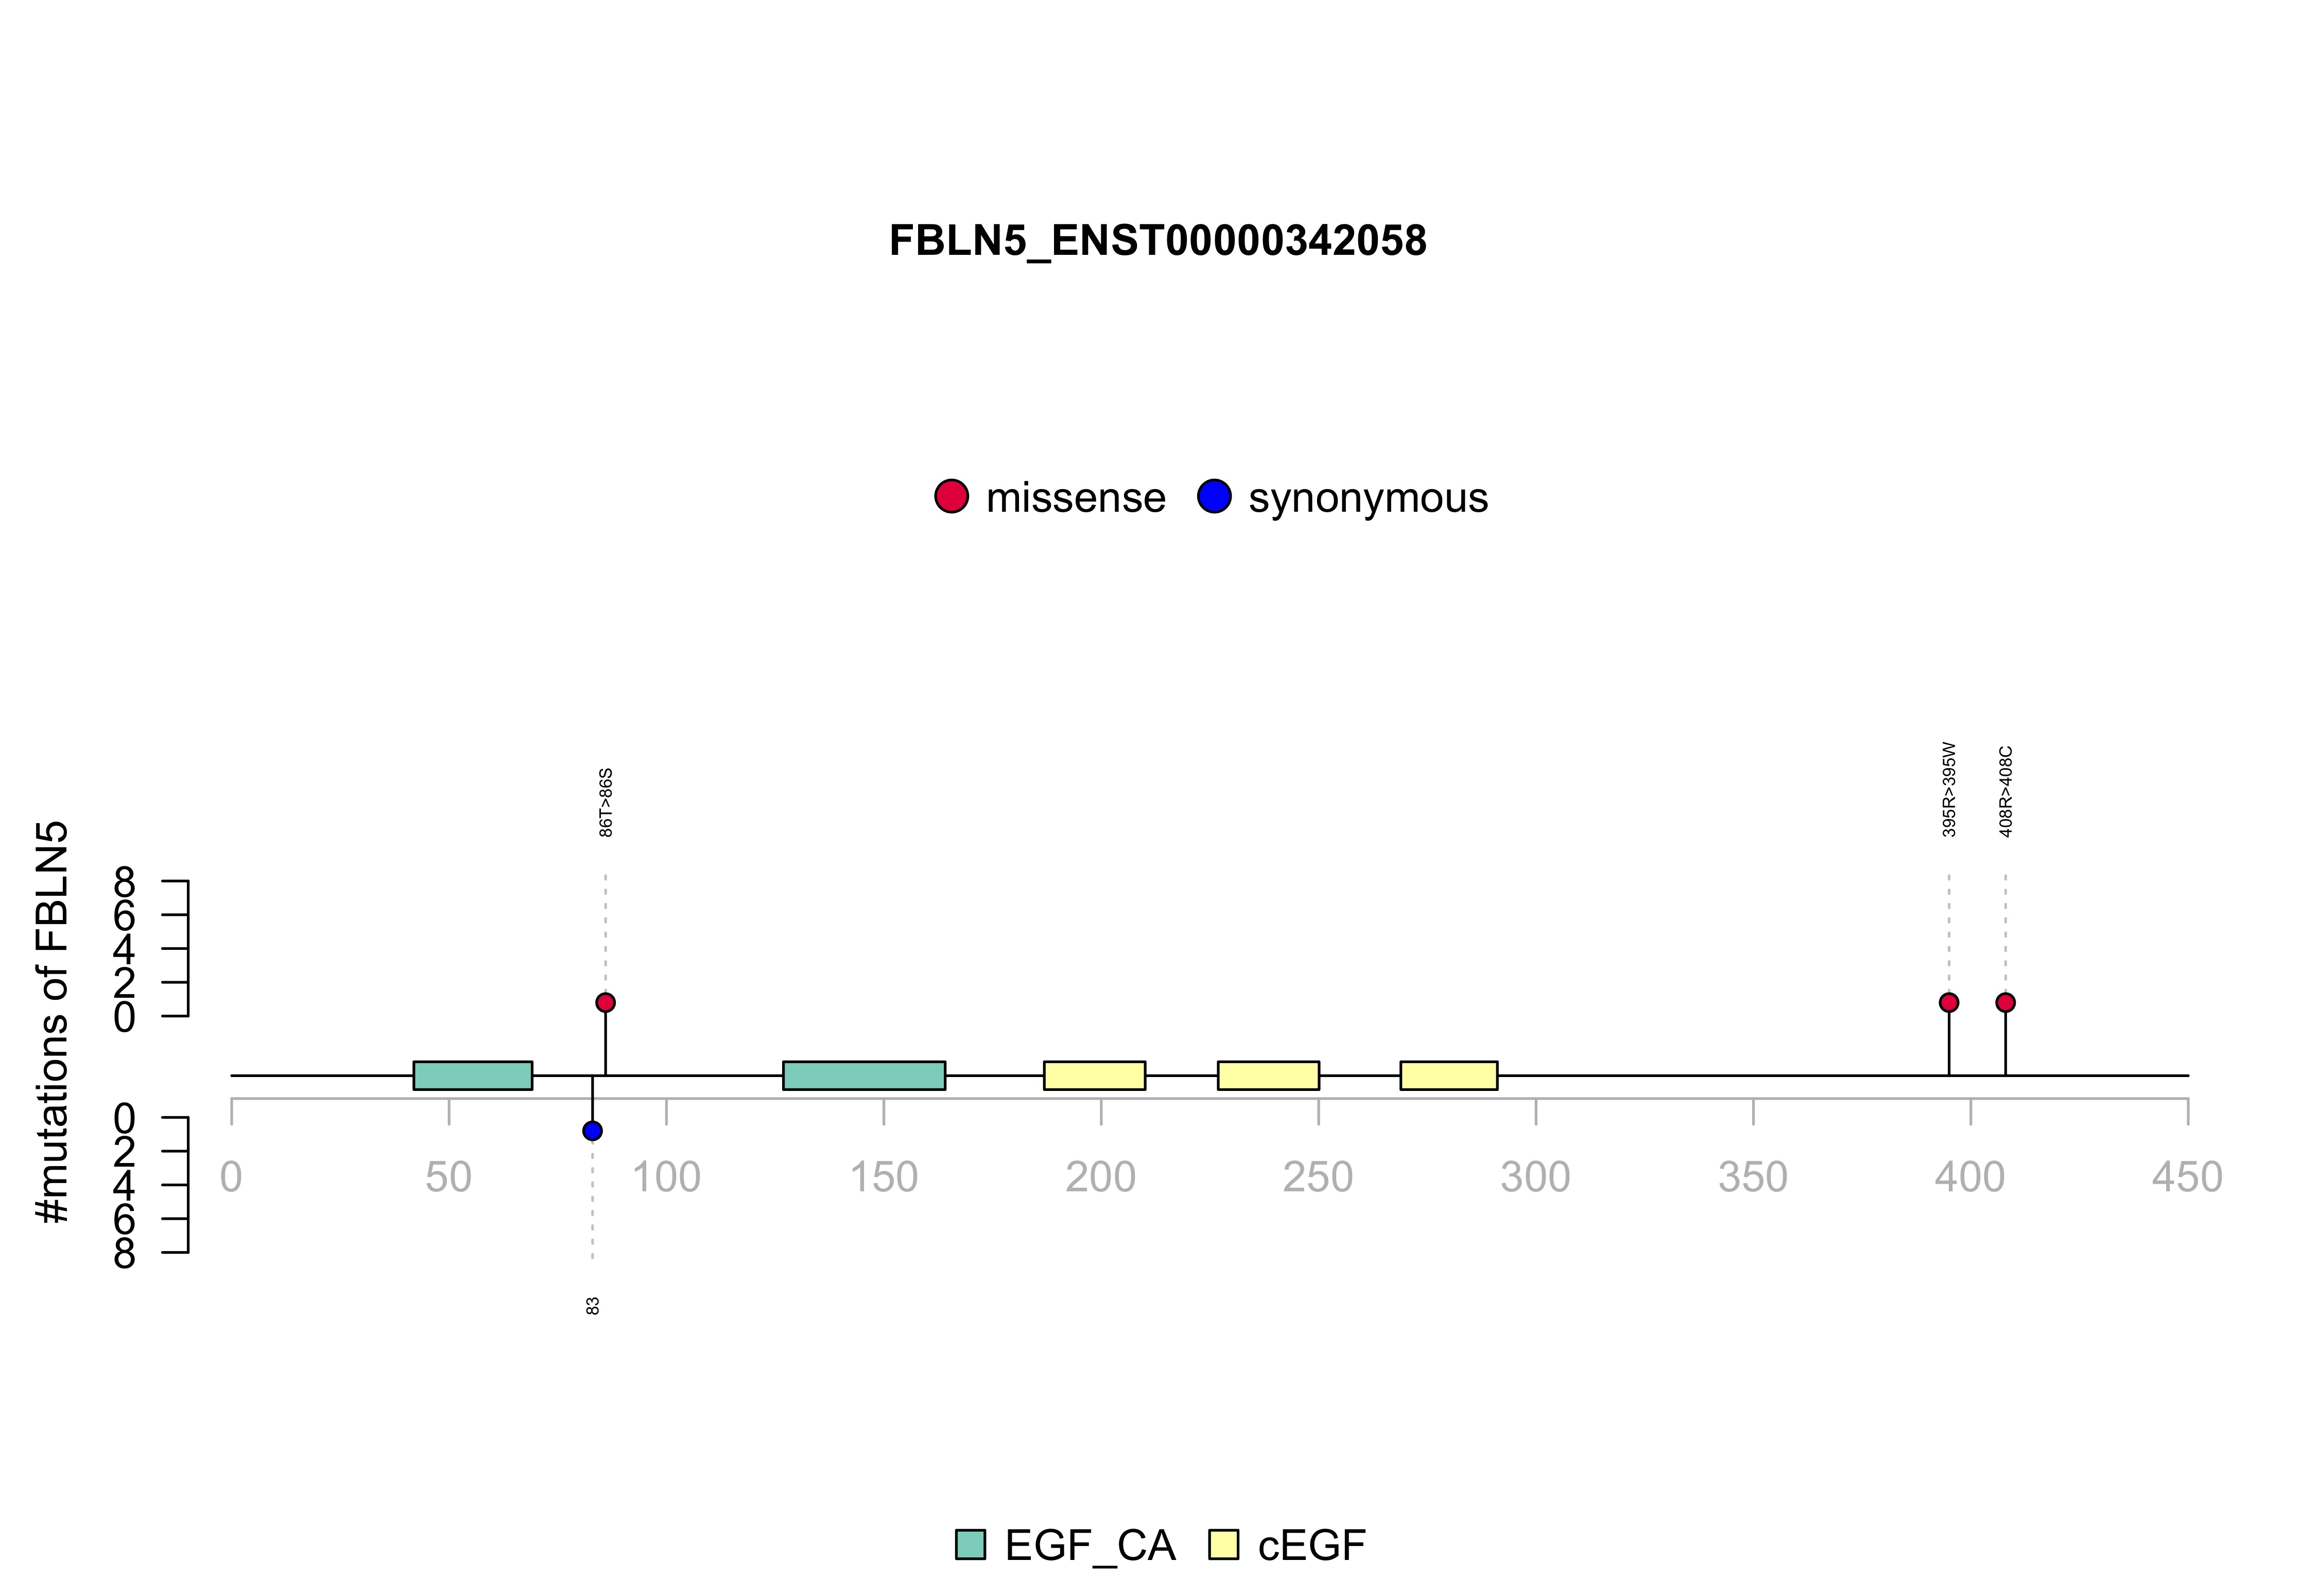 FBLN5_ENST00000342058
missense synonymous
86T>86S
395R>395W
408R>408C
#mutations of FBLN5
8
6
4
2
0
0
2
4
6
8
0 50 100 150 200 250 300 350 400 450
83
EGF_CA cEGF